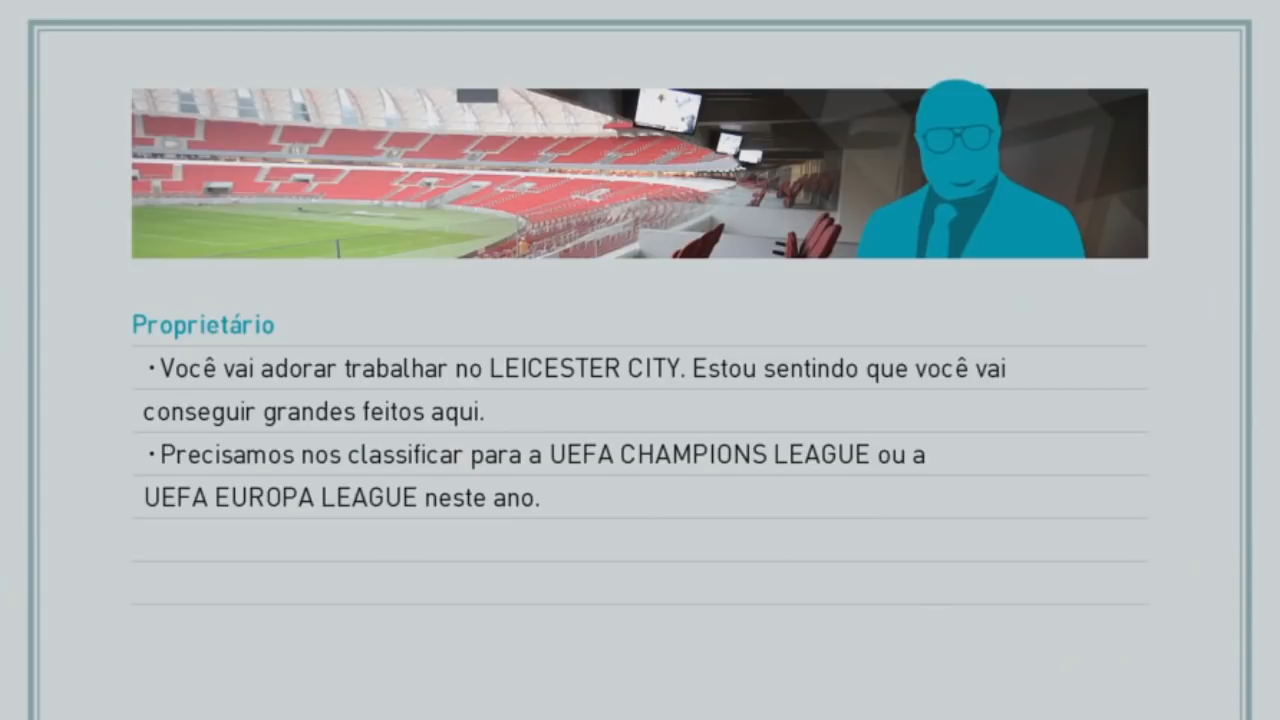 Proprietário
・Você vai adorar trabalhar no LEICESTER CITY. Estou sentindo que você vai
conseguir grandes feitos aqui.
・Precisamos nos classificar para a UEFA CHAMPIONS LEAGUE ou a
UEFA EUROPA LEAGUE neste ano.